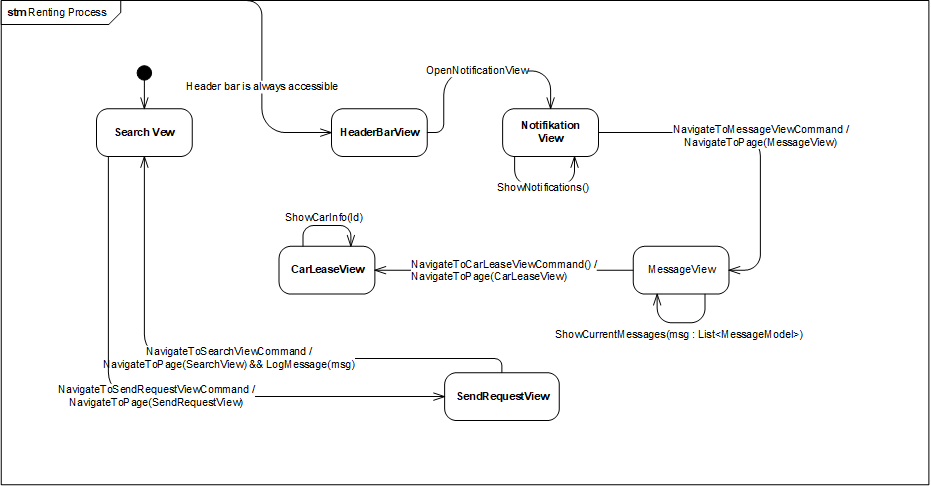 stm Renting Process
Header bar is always accessible
OpenNotificationView
Search Vew
HeaderBarView
Notifikation
View
NavigateToMessageViewCommand /
NavigateToPage(MessageView)
ShowNotifications()
ShowCarInfo(Id)
CarLeaseView
NavigateToCarLeaseViewCommand() /
NavigateToPage(CarLeaseView)
MessageView
ShowCurrentMessages(msg : List<MessageModel>)
NavigateToSearchViewCommand /
NavigateToPage(SearchView) && LogMessage(msg)
NavigateToSendRequestViewCommand /
NavigateToPage(SendRequestView)
SendRequestView